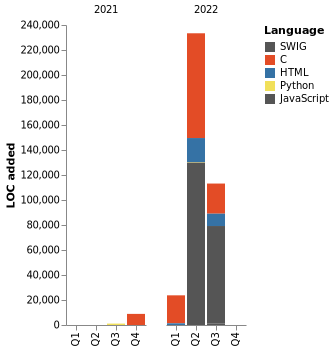 2021 2022
Language
SWIG
C
HTML
Python
JavaScript
LOC added
240,000
220,000
200,000
180,000
160,000
140,000
120,000
100,000
80,000
60,000
40,000
20,000
0
Q1 Q2 Q3 Q4 Q1 Q2 Q3 Q4